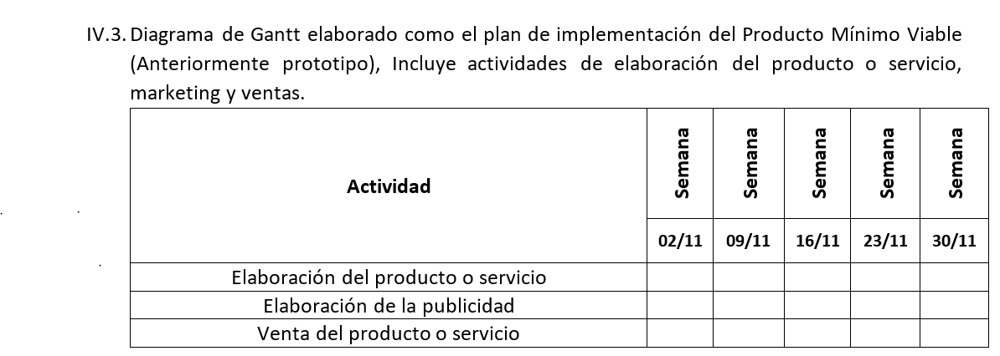 IV.3. Diagrama de Gantt elaborado como el plan de implementación del Producto Mínimo Viable
(Anteriormente prototipo), Incluye actividades de elaboración del producto o servicio,
marketing y ventas.
Actividad
Semana Semana Semana Semana Semana
02/11 09/11 16/11 23/11 30/11
Elaboración del producto o servicio
Elaboración de la publicidad
Venta del producto o servicio